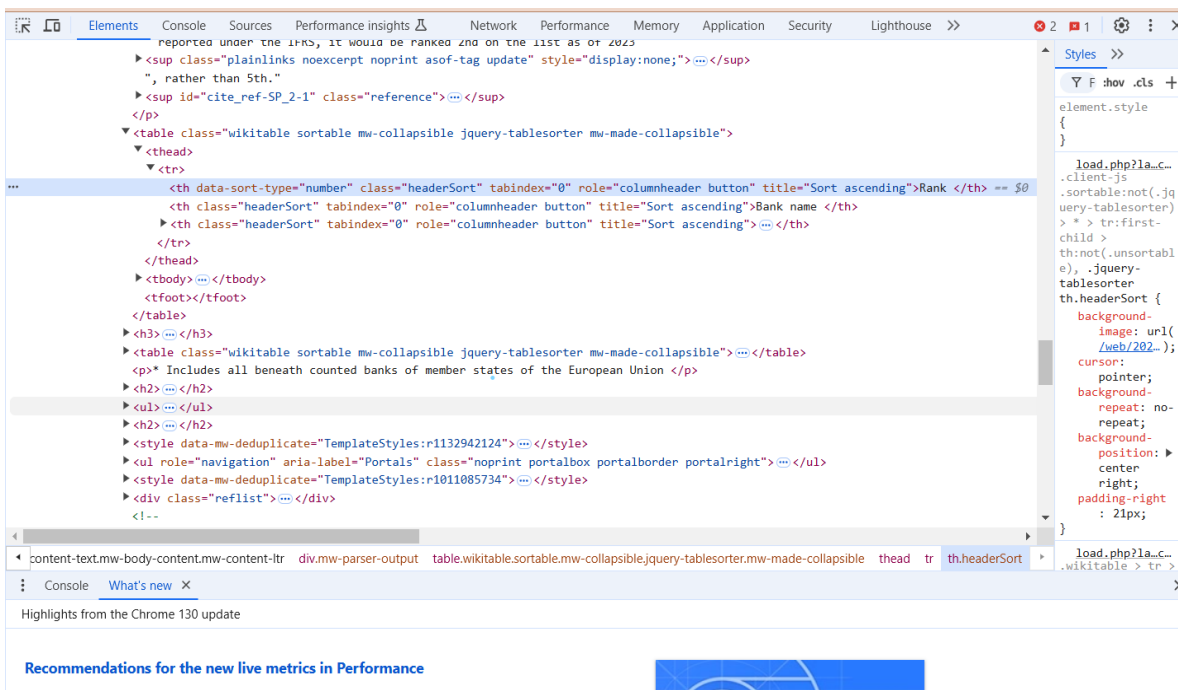 Elements Console Sources Performance insights Network Performance Memory Application Security Lighthouse 2 1
reported under the IFRS, it would be ranked 2nd on the list as of 2023
<sup class="plainlinks noexcerpt noprint asof-tag update" style="display:none;">…</sup>
", rather than 5th."
<sup id="cite_ref-SP_2-1" class="reference">…</sup>
</p>
<table class="wikitable sortable mw-collapsible jquery-tablesorter mw-made-collapsible">
<thead>
<tr>
<th data-sort-type="number" class="headerSort" tabindex="0" role="columnheader button" title="Sort ascending">Rank </th> == $0
<th class="headerSort" tabindex="0" role="columnheader button" title="Sort ascending">Bank name </th>
<th class="headerSort" tabindex="0" role="columnheader button" title="Sort ascending">…</th>
</tr>
</thead>
<tbody>…</tbody>
<tfoot></tfoot>
</table>
<h3>…</h3>
<table class="wikitable sortable mw-collapsible jquery-tablesorter mw-made-collapsible">…</table>
<p>* Includes all beneath counted banks of member states of the European Union </p>
<h2>…</h2>
<ul>…</ul>
<h2>…</h2>
<style data-mw-deduplicate="TemplateStyles:r1132942124">…</style>
<ul role="navigation" aria-label="Portals" class="noprint portalbox portalborder portalright">…</ul>
<style data-mw-deduplicate="TemplateStyles:r1011085734">…</style>
<div class="reflist">…</div>
<!--
content-text.mw-body-content.mw-content-ltr div.mw-parser-output table.wikitable.sortable.mw-collapsible.jquery-tablesorter.mw-made-collapsible thead tr th.headerSort
Styles
F :hov .cls +
element.style
{
}
load.php?la…c…
.client-js
.sortable:not(.jq
uery-tablesorter)
> * > tr:first-
child >
th:not(.unsortabl
e), .jquery-
tablesorter
th.headerSort {
background-
image: url(
/web/202… );
cursor:
pointer;
background-
repeat: no-
repeat;
background-
position:
center
right;
padding-right
: 21px;
}
load.php?la…c…
.wikitable > tr >
Console What's new
Highlights from the Chrome 130 update
Recommendations for the new live metrics in Performance